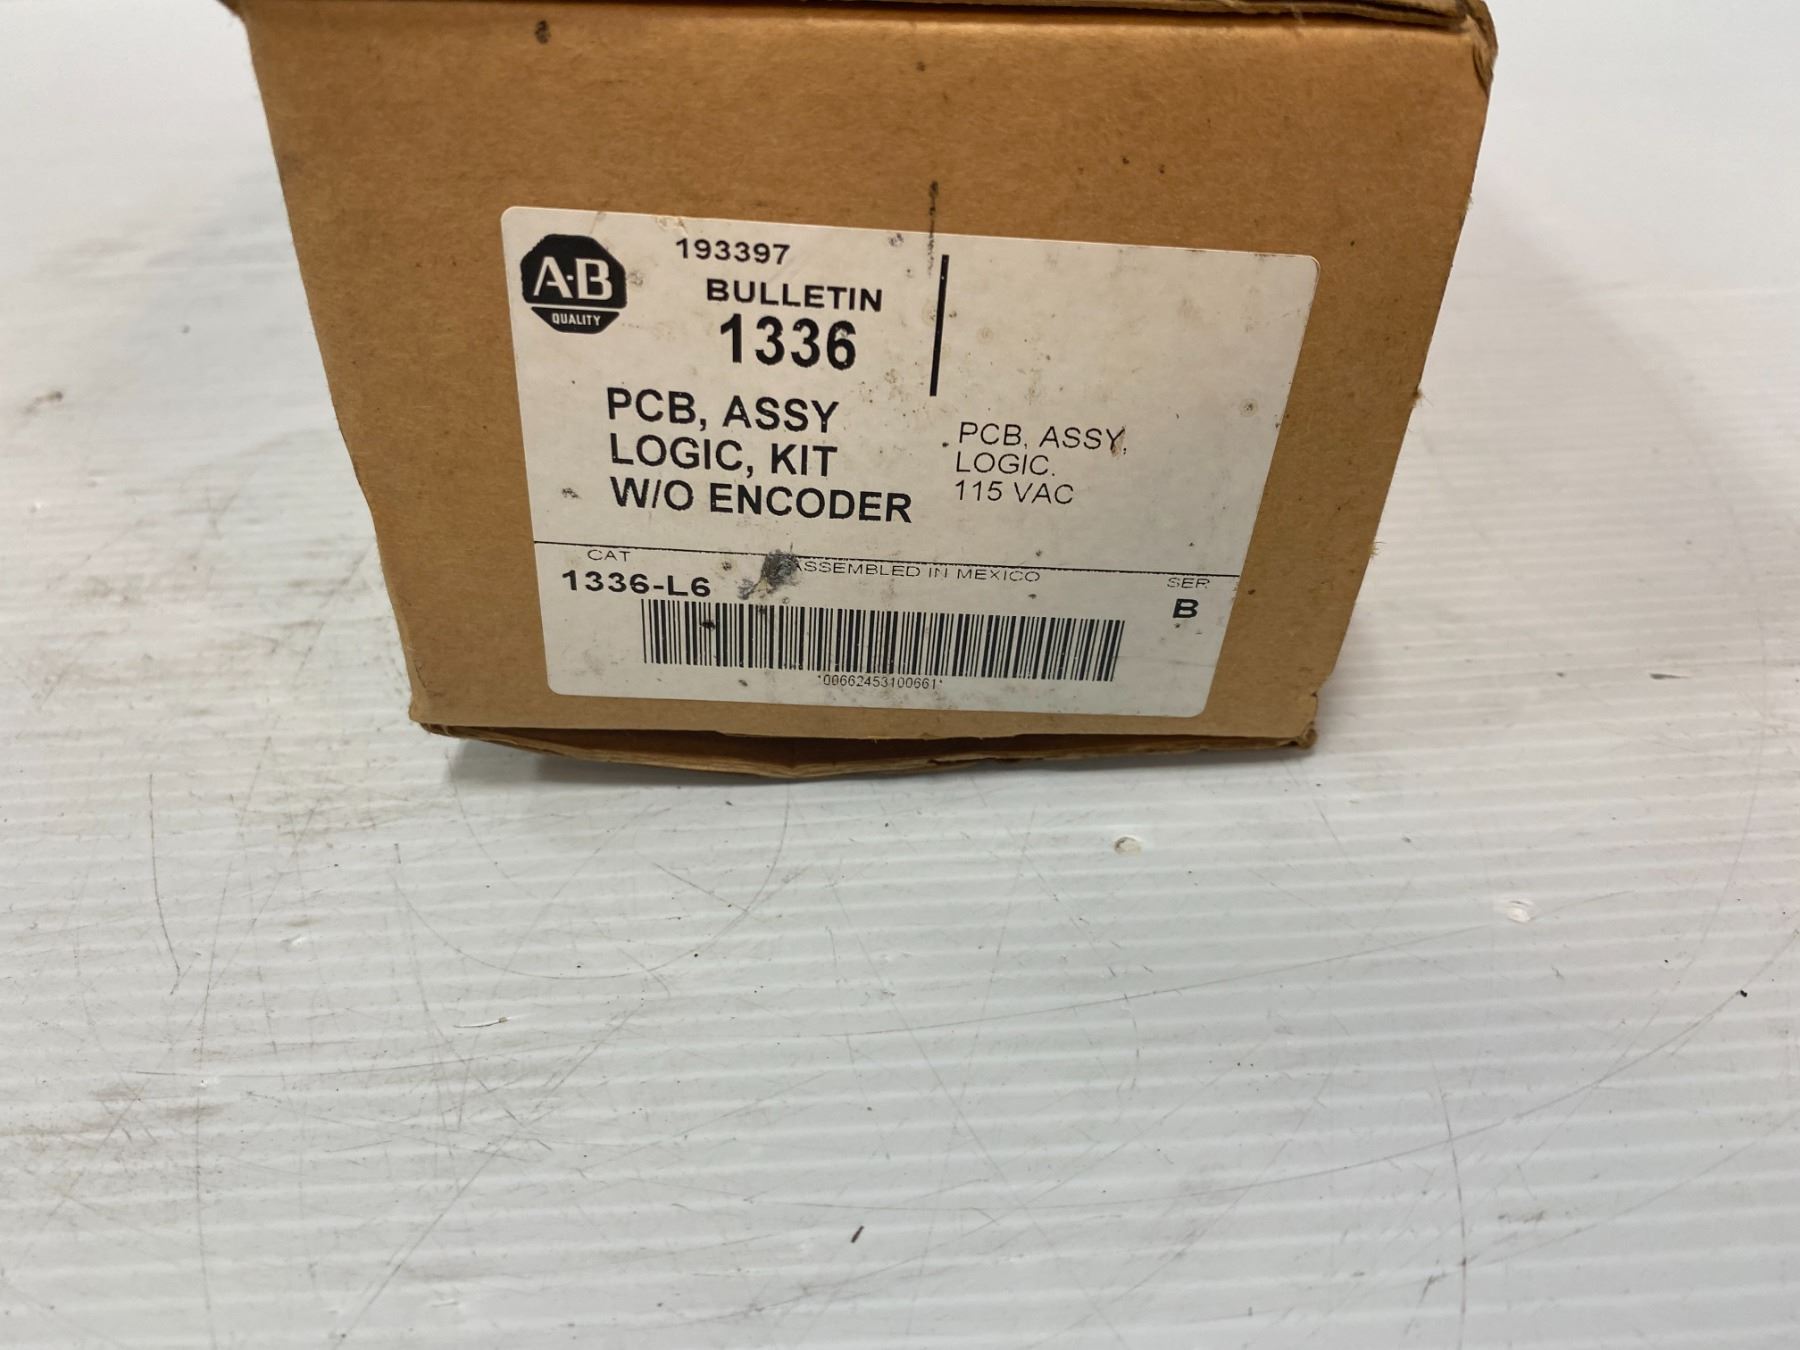 A·B
QUALITY
193397
BULLETIN
1336
PCB, ASSY
LOGIC, KIT
W/O ENCODER
PCB, ASSY,
LOGIC.
115 VAC
CAT
1336-L6
ASSEMBLED IN MEXICO
SER
B
*00662453100661*